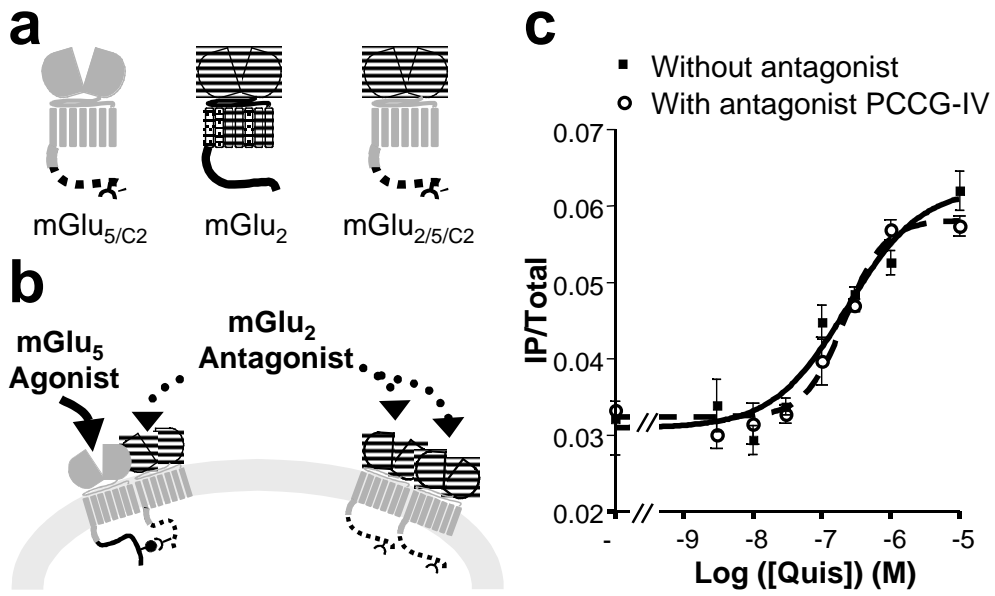 a
mGlu5/C2
mGlu2
mGlu2/5/C2
b
mGlu5
Agonist
mGlu2
Antagonist
c
Without antagonist
With antagonist PCCG-IV
IP/Total
0.07
0.06
0.05
0.04
0.03
0.02
- -9 -8 -7 -6 -5
Log ([Quis]) (M)